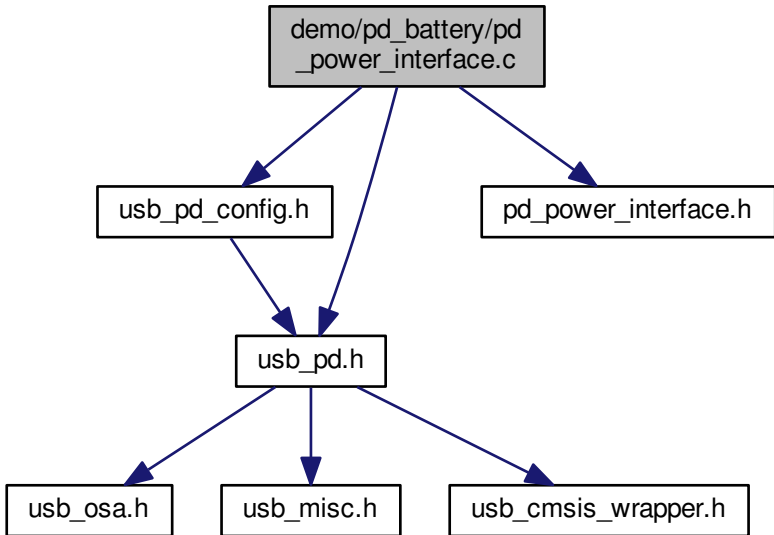 demo/pd_battery/pd
_power_interface.c
usb_pd_config.h
pd_power_interface.h
usb_pd.h
usb_osa.h
usb_misc.h
usb_cmsis_wrapper.h